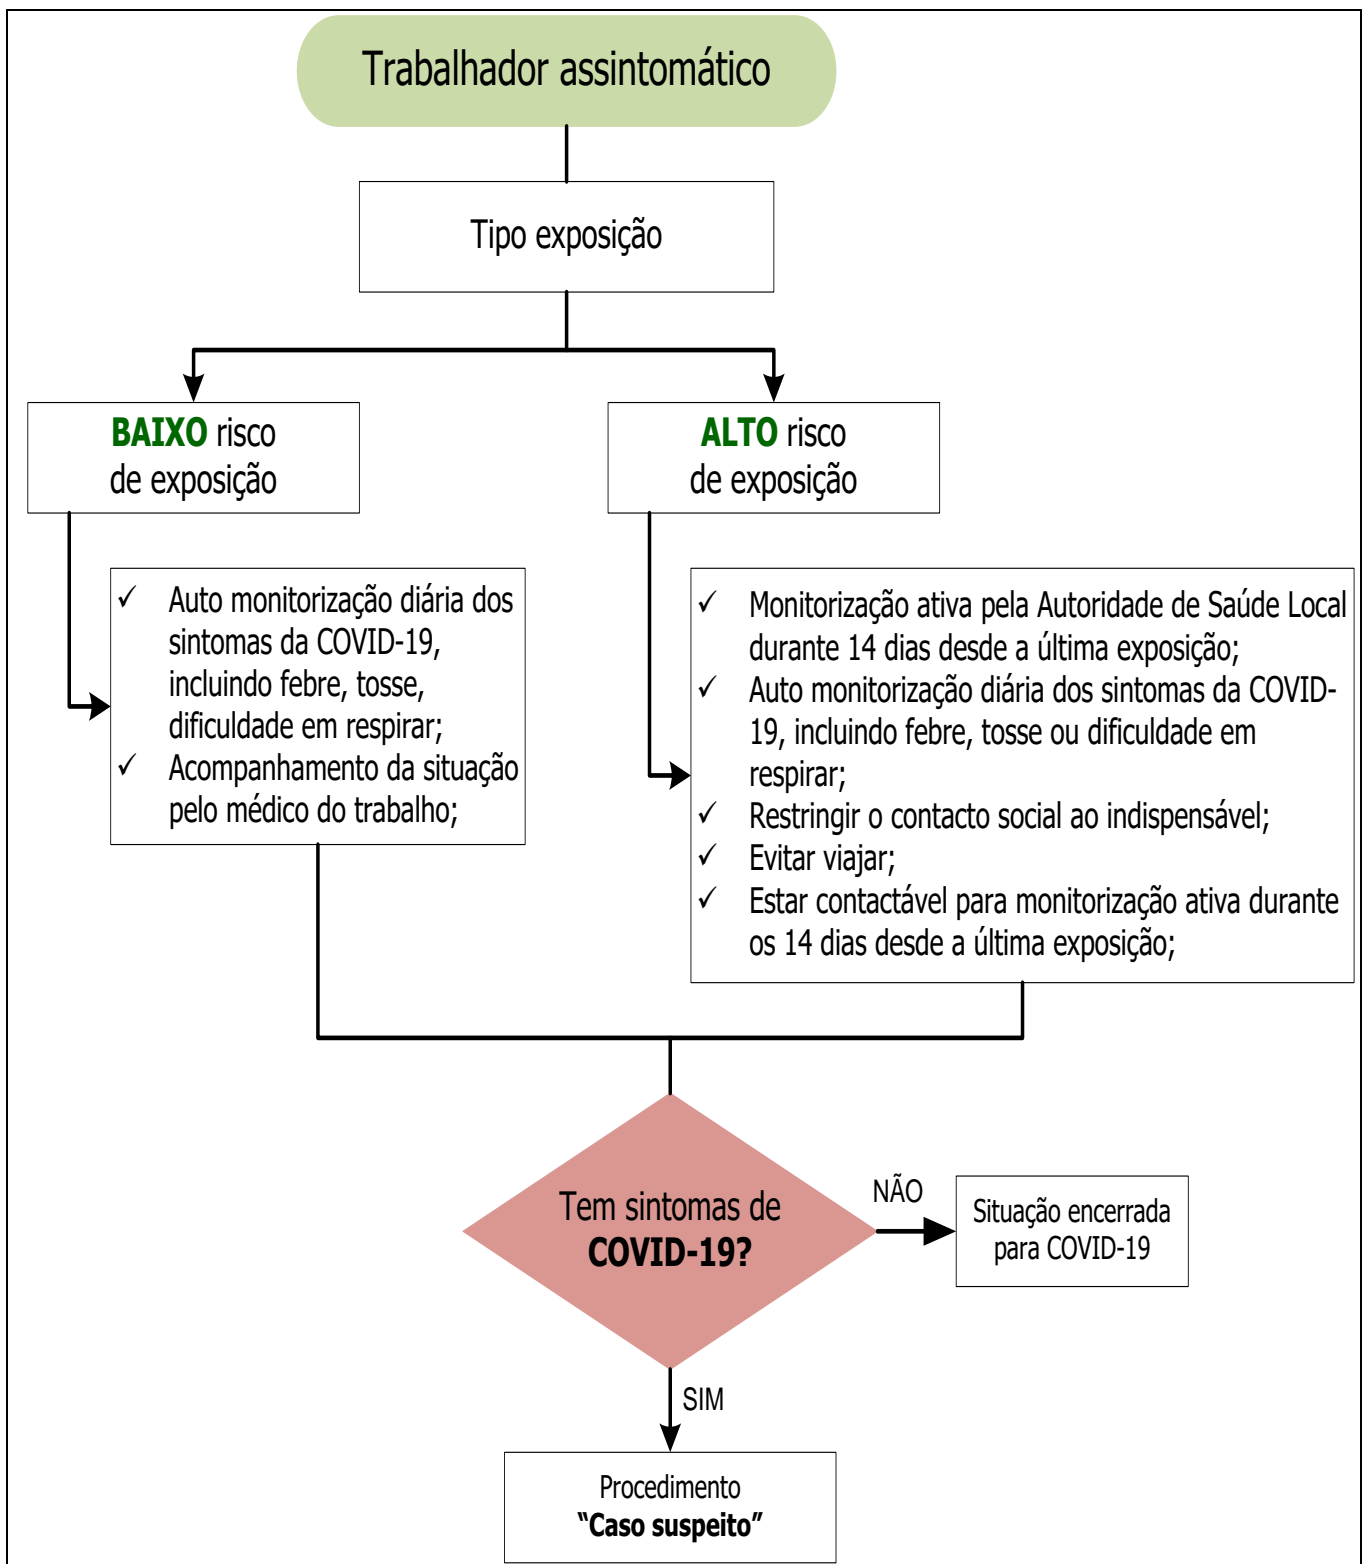 Trabalhador assintomático
Tipo exposição
BAIXO risco
de exposição
ALTO risco
de exposição
✓ Auto monitorização diária dos
sintomas da COVID-19,
incluindo febre, tosse,
dificuldade em respirar;
✓ Acompanhamento da situação
pelo médico do trabalho;
✓ Monitorização ativa pela Autoridade de Saúde Local
durante 14 dias desde a última exposição;
✓ Auto monitorização diária dos sintomas da COVID-
19, incluindo febre, tosse ou dificuldade em
respirar;
✓ Restringir o contacto social ao indispensável;
✓ Evitar viajar;
✓ Estar contactável para monitorização ativa durante
os 14 dias desde a última exposição;
Tem sintomas de
COVID-19?
NÃO
Situação encerrada
para COVID-19
SIM
Procedimento
“Caso suspeito”